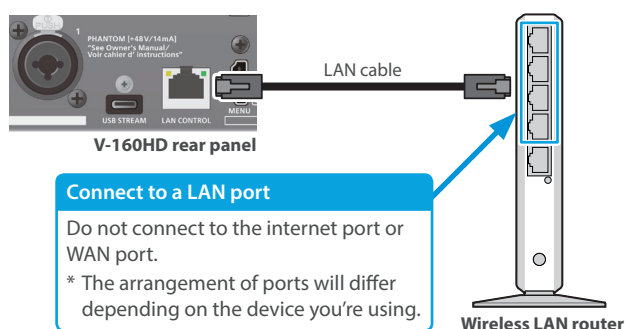 1
PHANTOM [+48V/14mA]
"See Owner's Manual/
Voir cahier d' instructions"
USB STREAM
LAN CONTROL
MENU
LAN cable
V-160HD rear panel
Connect to a LAN port
Do not connect to the internet port or
WAN port.
* The arrangement of ports will differ
depending on the device you're using.
Wireless LAN router